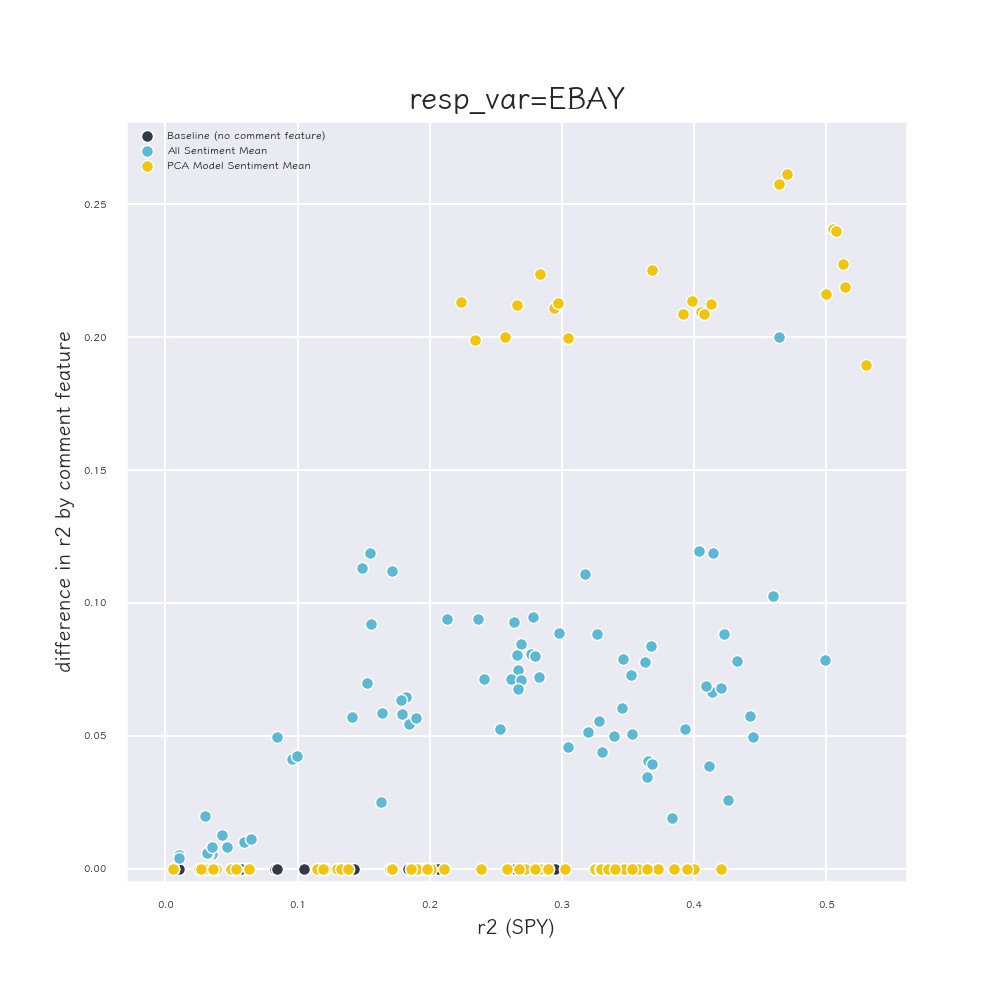 resp_var=EBAY
Baseline (no comment feature)
All Sentiment Mean
PCA Model Sentiment Mean
0.25
0.20
0.15
0.10
0.05
0.00
difference in r2 by comment feature
0.0 0.1 0.2 0.3 0.4 0.5
r2 (SPY)